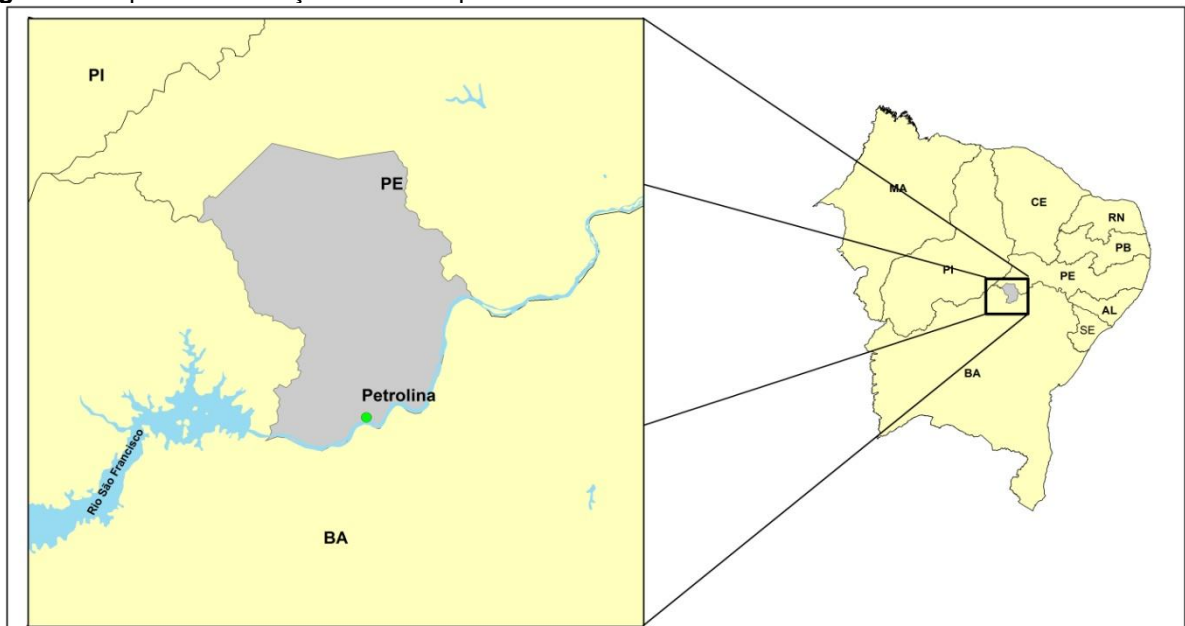 PI
PE
Petrolina
Rio São Francisco
BA
MA
CE
RN
PB
PI
PE
AL
SE
BA